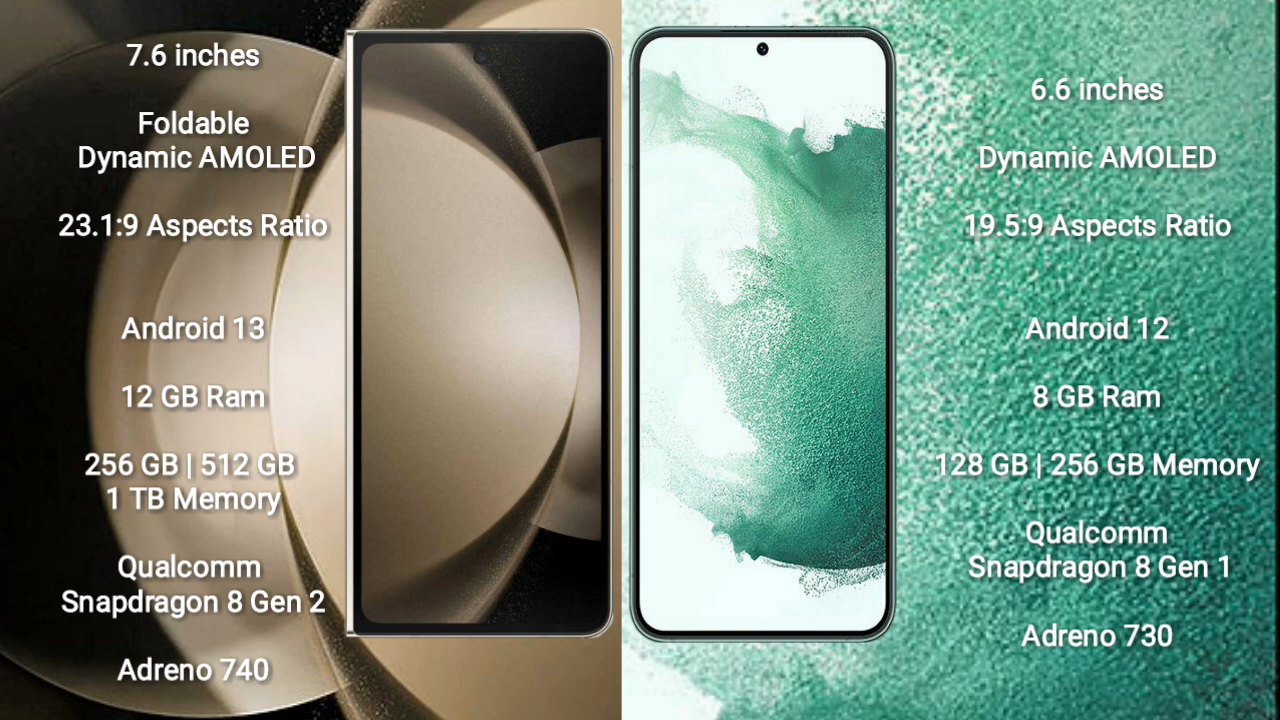 7.6 inches
Foldable
Dynamic AMOLED
23.1:9 Aspects Ratio
Android 13
12 GB Ram
256 GB | 512 GB
1 TB Memory
Qualcomm
Snapdragon 8 Gen 2
Adreno 740
6.6 inches
Dynamic AMOLED
19.5:9 Aspects Ratio
Android 12
8 GB Ram
128 GB | 256 GB Memory
Qualcomm
Snapdragon 8 Gen 1
Adreno 730